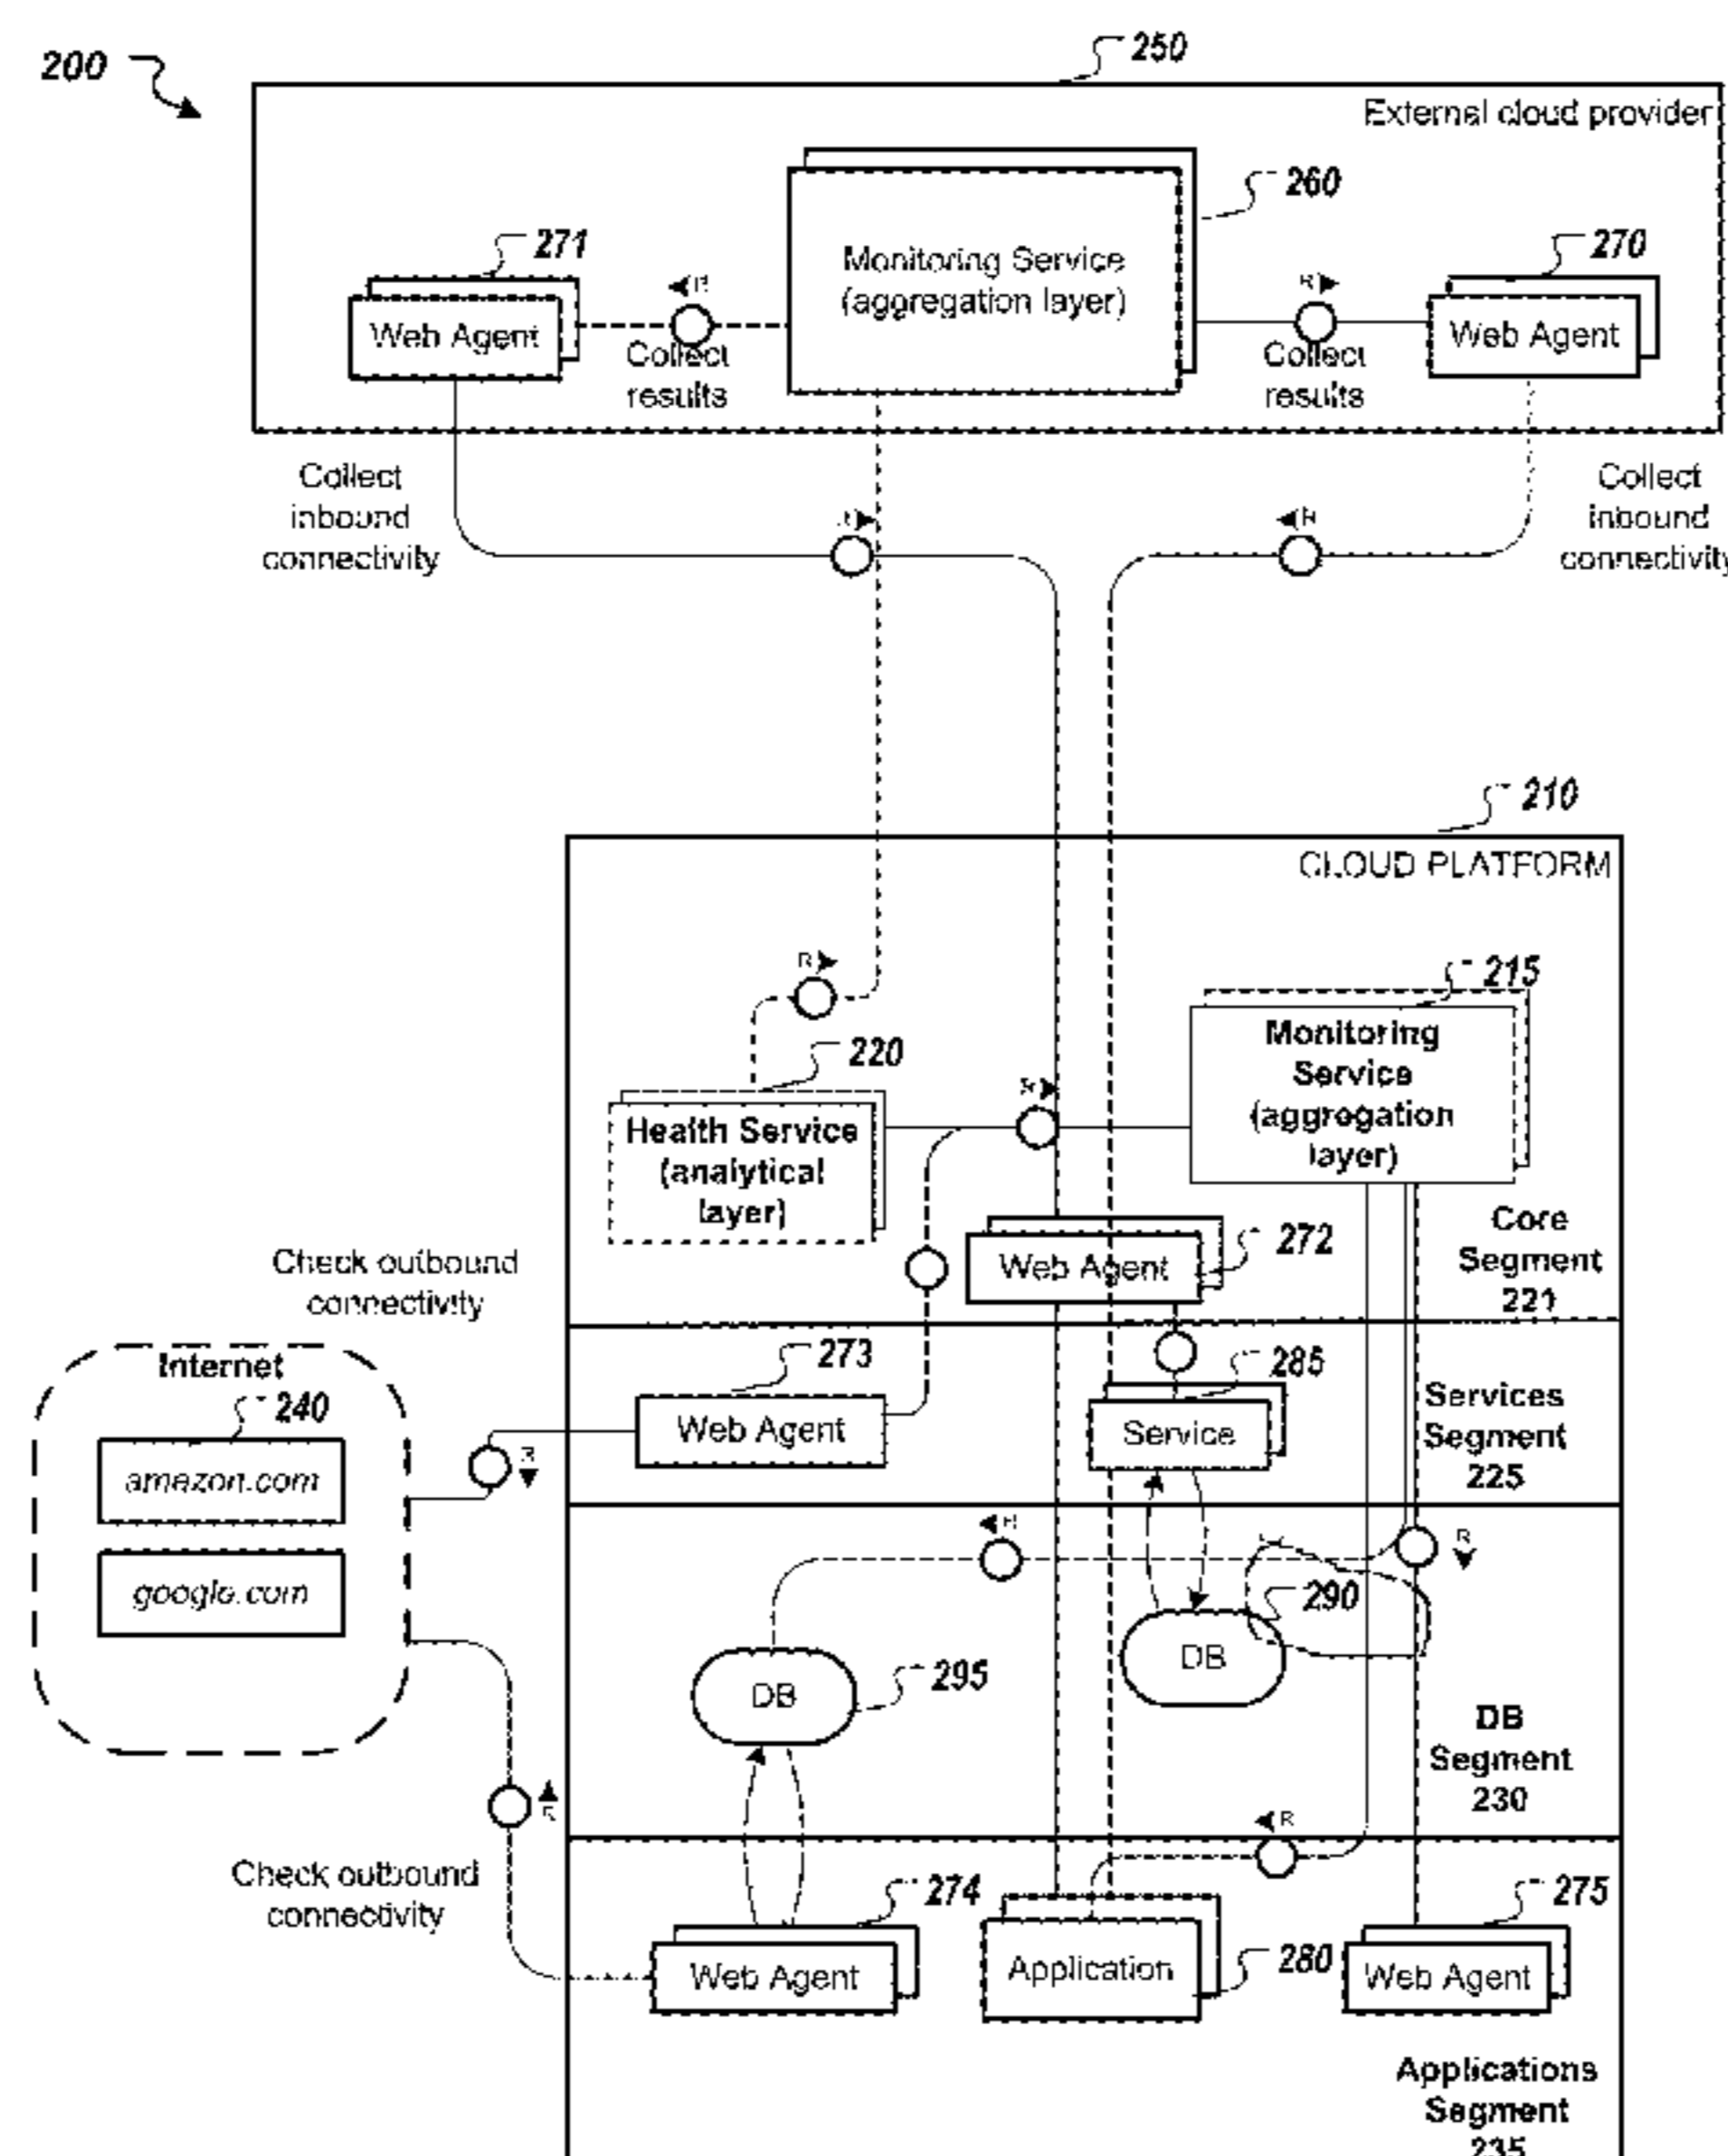 200
250
External cloud provider
260
271
270
Monitoring Service
(aggregation layer)
R
Web Agent
Web Agent
Collect
results
Collect
results
Collect
inbound
connectivity
Collect
inbound
connectivity
R
210
CLOUD PLATFORM
R
215
Monitoring
Service
(aggregation
layer)
220
R
Health Service
(analytical
layer)
Core
Segment
221
272
Web Agent
Check outbound
connectivity
Internet
240
amazon.com
google.com
273
Web Agent
285
Service
Services
Segment
225
R
290
DB
295
DB
DB
Segment
230
R
R
Check outbound
connectivity
274
Web Agent
280
Application
275
Web Agent
Applications
Segment
235